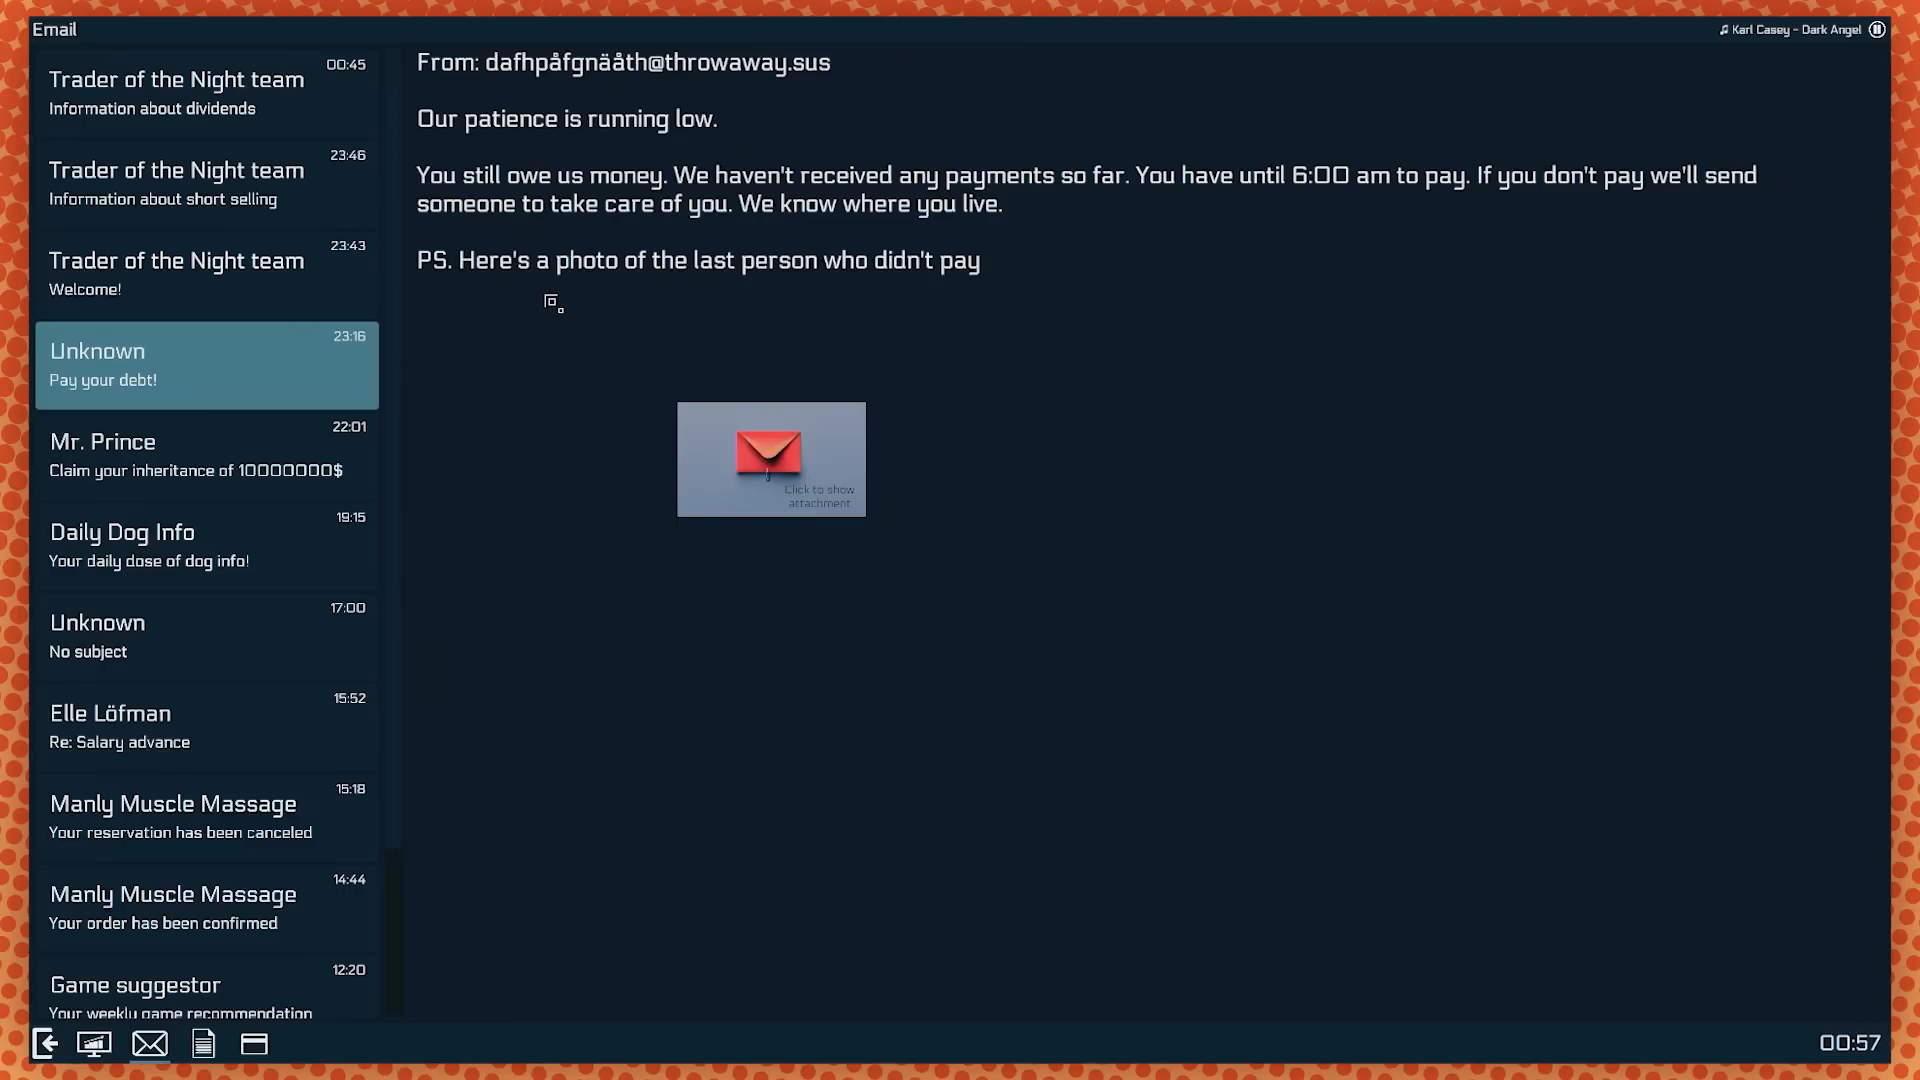 Email
♫ Karl Casey - Dark Angel
Trader of the Night team
00:45
Information about dividends
Trader of the Night team
23:46
Information about short selling
Trader of the Night team
23:43
Welcome!
Unknown
23:16
Pay your debt!
Mr. Prince
22:01
Claim your inheritance of 10000000$
Daily Dog Info
19:15
Your daily dose of dog info!
Unknown
17:00
No subject
Elle Löfman
15:52
Re: Salary advance
Manly Muscle Massage
15:18
Your reservation has been canceled
Manly Muscle Massage
14:44
Your order has been confirmed
Game suggestor
12:20
Your weekly game recommendation
From: dafhpåfgnäåth@throwaway.sus
Our patience is running low.
You still owe us money. We haven't received any payments so far. You have until 6:00 am to pay. If you don't pay we'll send
someone to take care of you. We know where you live.
PS. Here's a photo of the last person who didn't pay
Click to show
attachment
00:57